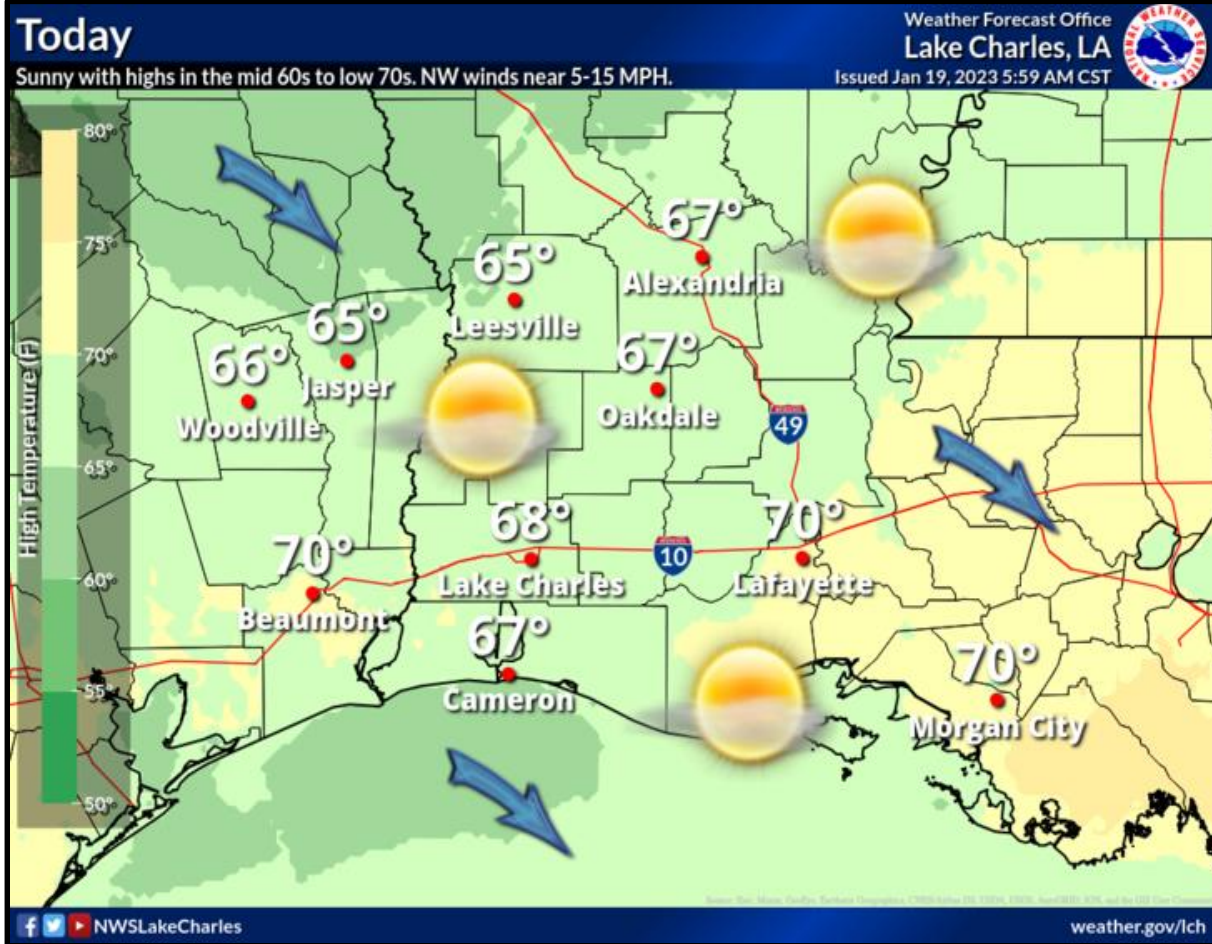 Today
Weather Forecast Office
Lake Charles, LA
Sunny with highs in the mid 60s to low 70s. NW winds near 5-15 MPH.
Issued Jan 19, 2023 5:59 AM CST
NATIONAL WEATHER SERVICE
High Temperature (F)
80°
75°
70°
65°
60°
55°
50°
67°
Alexandria
65°
Leesville
65°
Jasper
67°
Oakdale
66°
Woodville
49
68°
Lake Charles
10
70°
Lafayette
70°
Beaumont
67°
Cameron
70°
Morgan City
NWSLakeCharles
weather.gov/lch